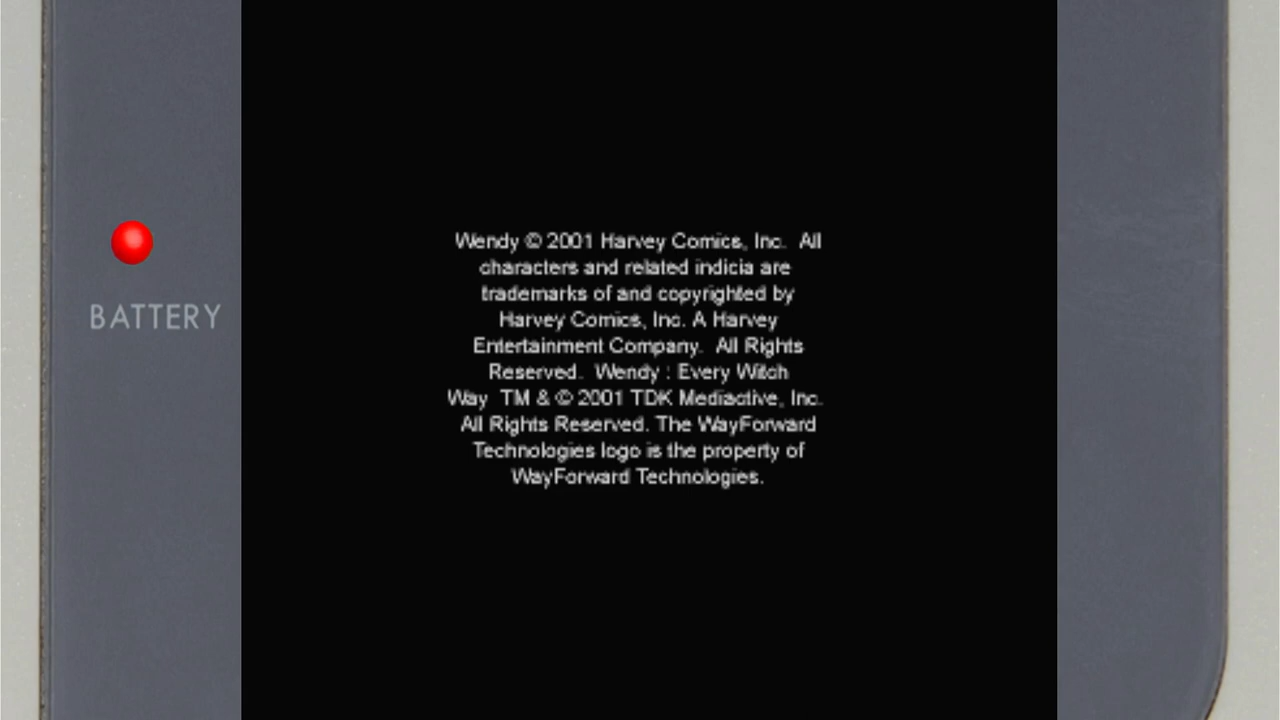 BATTERY
Wendy © 2001 Harvey Comics, Inc.  All
characters and related indicia are
trademarks of and copyrighted by
Harvey Comics, Inc. A Harvey
Entertainment Company.  All Rights
Reserved.  Wendy : Every Witch
Way  TM & © 2001 TDK Mediactive, Inc.
All Rights Reserved. The WayForward
Technologies logo is the property of
WayForward Technologies.